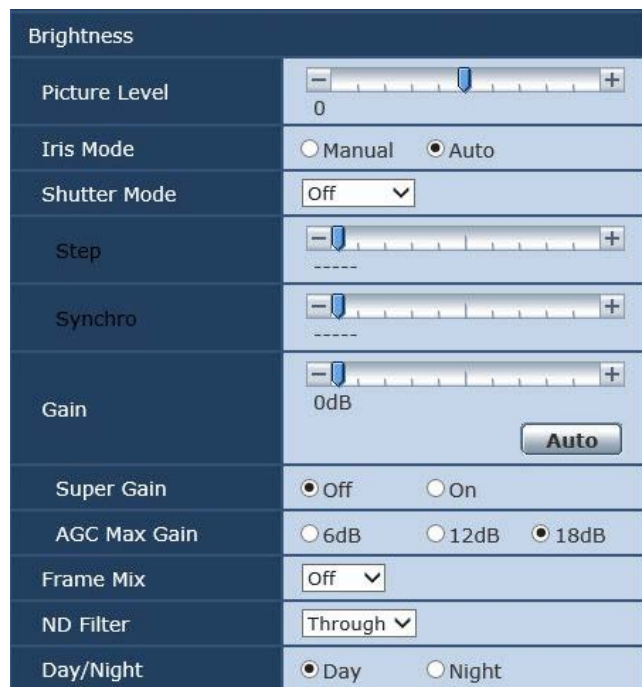 Brightness
Picture Level
0
Iris Mode Manual Auto
Shutter Mode Off
Step
-----
Synchro
-----
Gain
0dB
Auto
Super Gain Off On
AGC Max Gain 6dB 12dB 18dB
Frame Mix Off
ND Filter Through
Day/Night Day Night